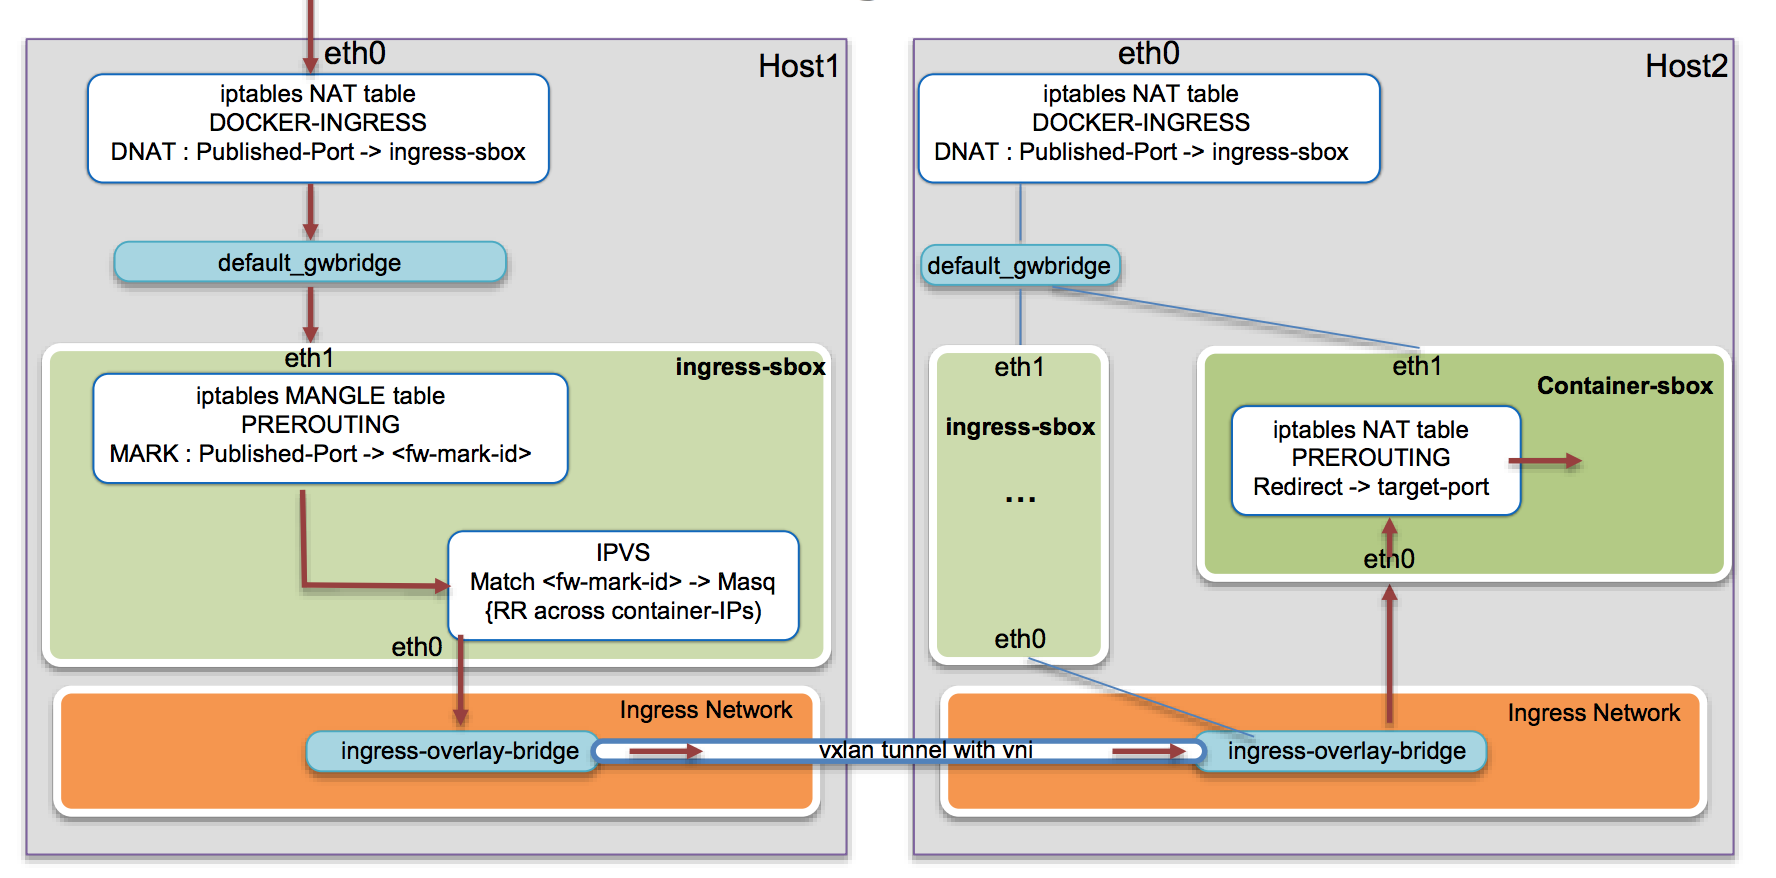 eth0
Host1
iptables NAT table
DOCKER-INGRESS
DNAT : Published-Port -> ingress-sbox
default_gwbridge
eth1
ingress-sbox
iptables MANGLE table
PREROUTING
MARK : Published-Port -> <fw-mark-id>
IPVS
Match <fw-mark-id> -> Masq
{RR across container-IPs)
eth0
Ingress Network
ingress-overlay-bridge
vxlan tunnel with vni
eth0
Host2
iptables NAT table
DOCKER-INGRESS
DNAT : Published-Port -> ingress-sbox
default_gwbridge
eth1
ingress-sbox
...
eth0
eth1
Container-sbox
iptables NAT table
PREROUTING
Redirect -> target-port
eth0
Ingress Network
ingress-overlay-bridge